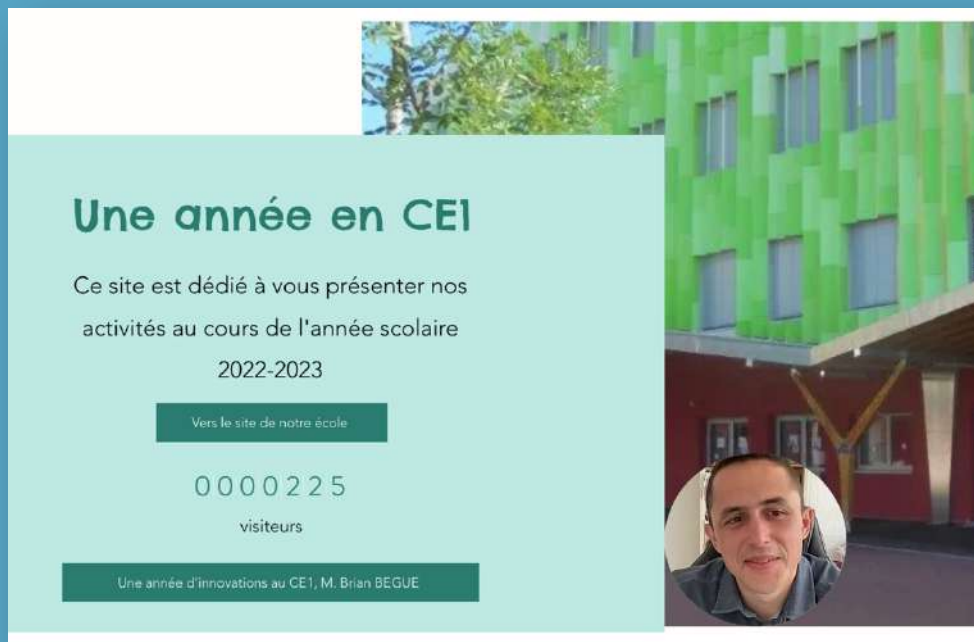 Une année en CE1
Ce site est dédié à vous présenter nos
activités au cours de l'année scolaire
2022-2023
Vers le site de notre école
0000225
visiteurs
Une année d'innovations au CE1, M. Brian BEGUE